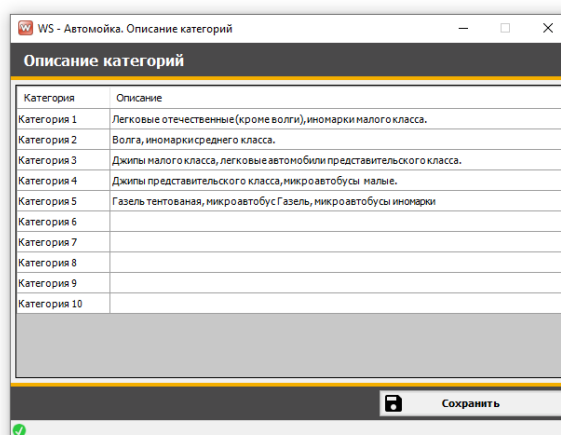 WS - Автомойка. Описание категорий
Описание категорий
Категория Описание
Категория 1 Легковые отечественные (кроме волги), иномарки малого класса.
Категория 2 Волга, иномарки среднего класса.
Категория 3 Джипы малого класса, легковые автомобили представительского класса.
Категория 4 Джипы представительского класса, микроавтобусы малые.
Категория 5 Газель тентованая, микроавтобус Газель, микроавтобусы иномарки
Категория 6
Категория 7
Категория 8
Категория 9
Категория 10
Сохранить